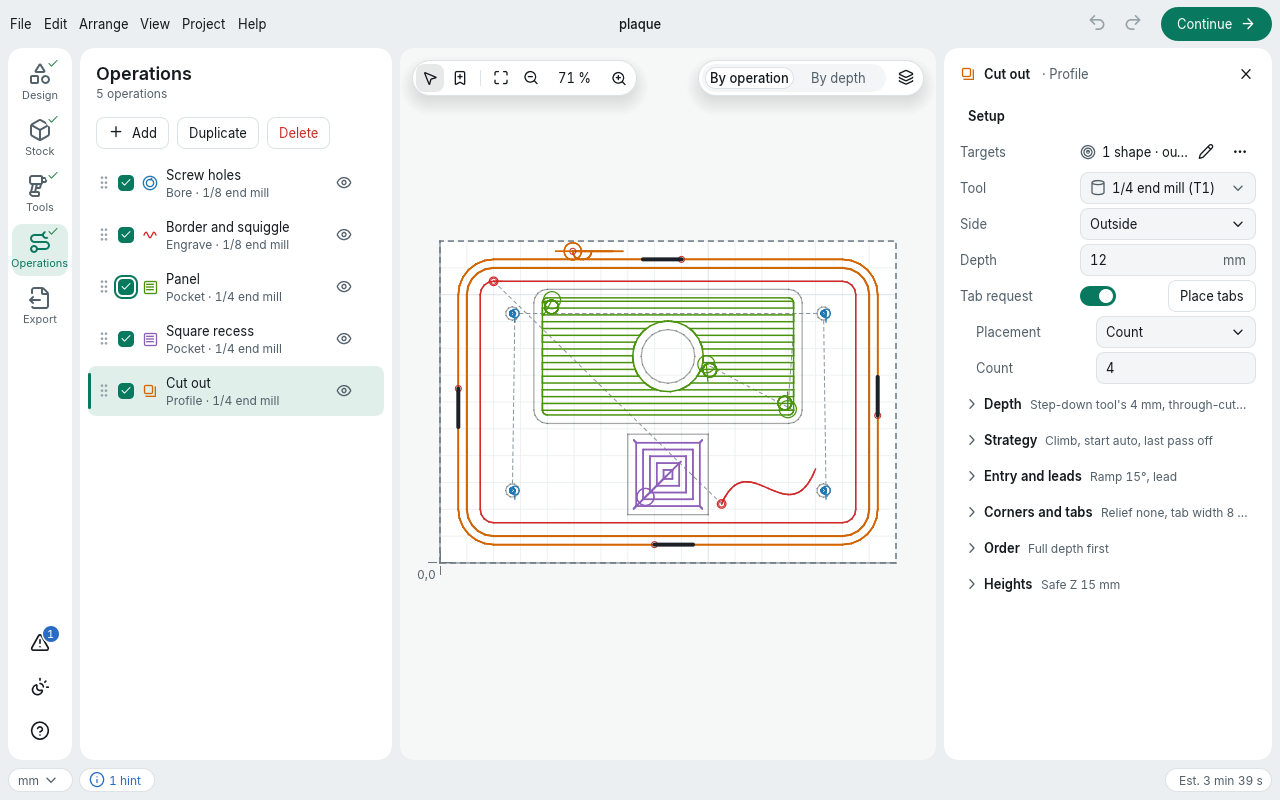 File Edit Arrange View Project Help
plaque
Continue
Design
Stock
Tools
Operations
Export
1
Operations
5 operations
Add
Duplicate
Delete
Screw holes
Bore · 1/8 end mill
Border and squiggle
Engrave · 1/8 end mill
Panel
Pocket · 1/4 end mill
Square recess
Pocket · 1/4 end mill
Cut out
Profile · 1/4 end mill
71 %
By operation
By depth
0,0
Cut out · Profile
Setup
Targets
1 shape · ou...
Tool
1/4 end mill (T1)
Side
Outside
Depth
12 mm
Tab request
Place tabs
Placement
Count
Count
4
Depth Step-down tool's 4 mm, through-cut...
Strategy Climb, start auto, last pass off
Entry and leads Ramp 15°, lead
Corners and tabs Relief none, tab width 8 ...
Order Full depth first
Heights Safe Z 15 mm
mm
1 hint
Est. 3 min 39 s